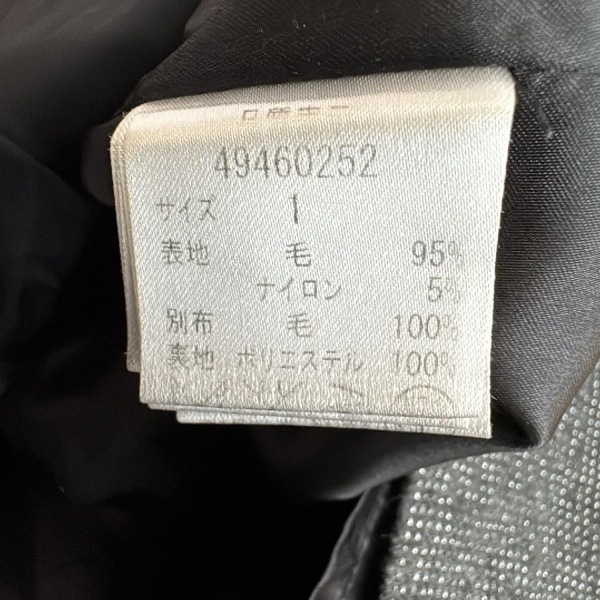 49460252
サイズ 1
表地 毛 95%
ナイロン 5%
別布 毛 100%
裏地 ポリエステル 100%